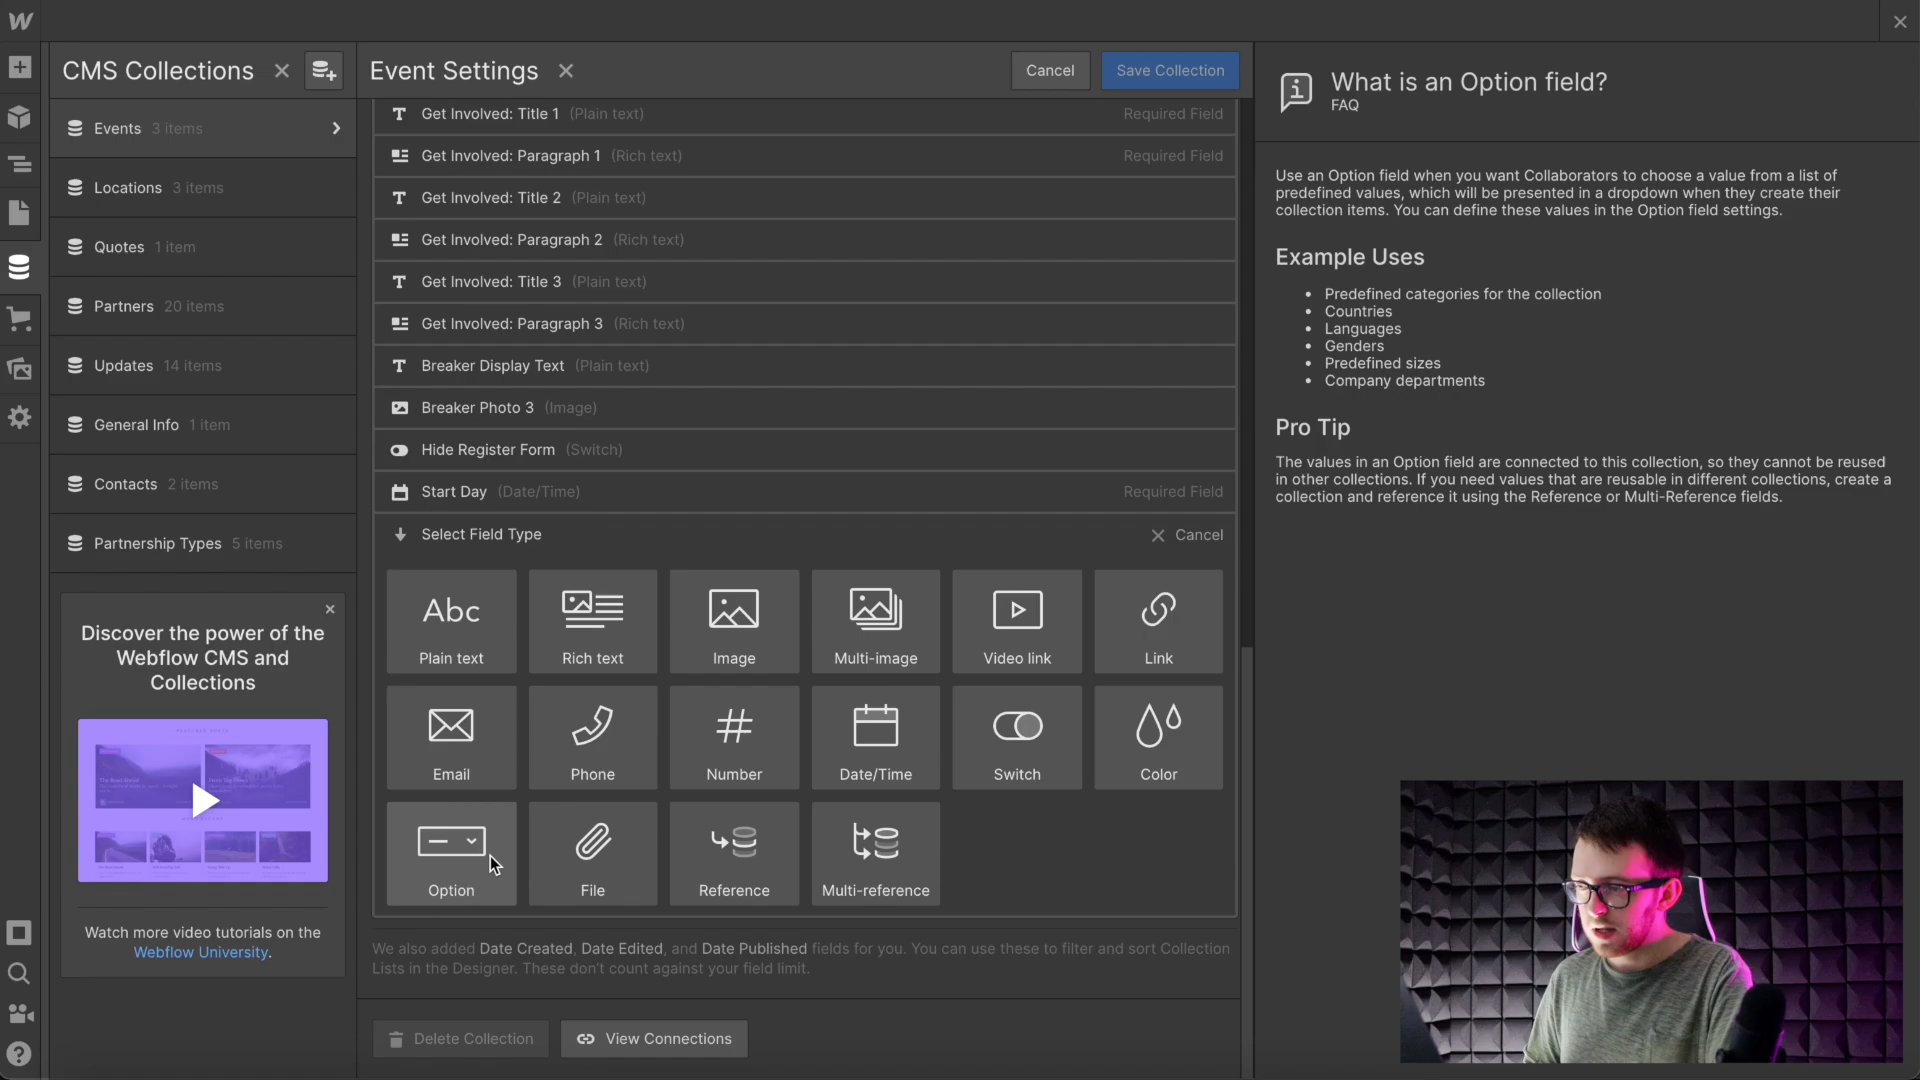 CMS Collections
Event Settings
Cancel
Save Collection
Events 3 items
Locations 3 items
Quotes 1 item
Partners 20 items
Updates 14 items
General Info 1 item
Contacts 2 items
Partnership Types 5 items
Discover the power of the
Webflow CMS and
Collections
Watch more video tutorials on the
Webflow University.
Get Involved: Title 1 (Plain text) Required Field
Get Involved: Paragraph 1 (Rich text) Required Field
Get Involved: Title 2 (Plain text)
Get Involved: Paragraph 2 (Rich text)
Get Involved: Title 3 (Plain text)
Get Involved: Paragraph 3 (Rich text)
Breaker Display Text (Plain text)
Breaker Photo 3 (Image)
Hide Register Form (Switch)
Start Day (Date/Time) Required Field
Select Field Type Cancel
Abc
Plain text Rich text Image Multi-image Video link Link
Email Phone Number Date/Time Switch Color
Option File Reference Multi-reference
We also added Date Created, Date Edited, and Date Published fields for you. You can use these to filter and sort Collection
Lists in the Designer. These don't count against your field limit.
Delete Collection View Connections
What is an Option field?
FAQ
Use an Option field when you want Collaborators to choose a value from a list of
predefined values, which will be presented in a dropdown when they create their
collection items. You can define these values in the Option field settings.
Example Uses
Predefined categories for the collection
Countries
Languages
Genders
Predefined sizes
Company departments
Pro Tip
The values in an Option field are connected to this collection, so they cannot be reused
in other collections. If you need values that are reusable in different collections, create a
collection and reference it using the Reference or Multi-Reference fields.